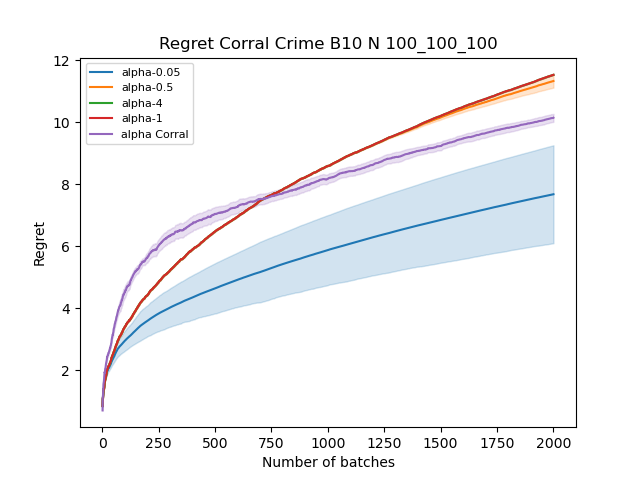 Regret Corral Crime B10 N 100_100_100
alpha-0.05
alpha-0.5
alpha-4
alpha-1
alpha Corral
12
10
8
6
4
2
Regret
0 250 500 750 1000 1250 1500 1750 2000
Number of batches